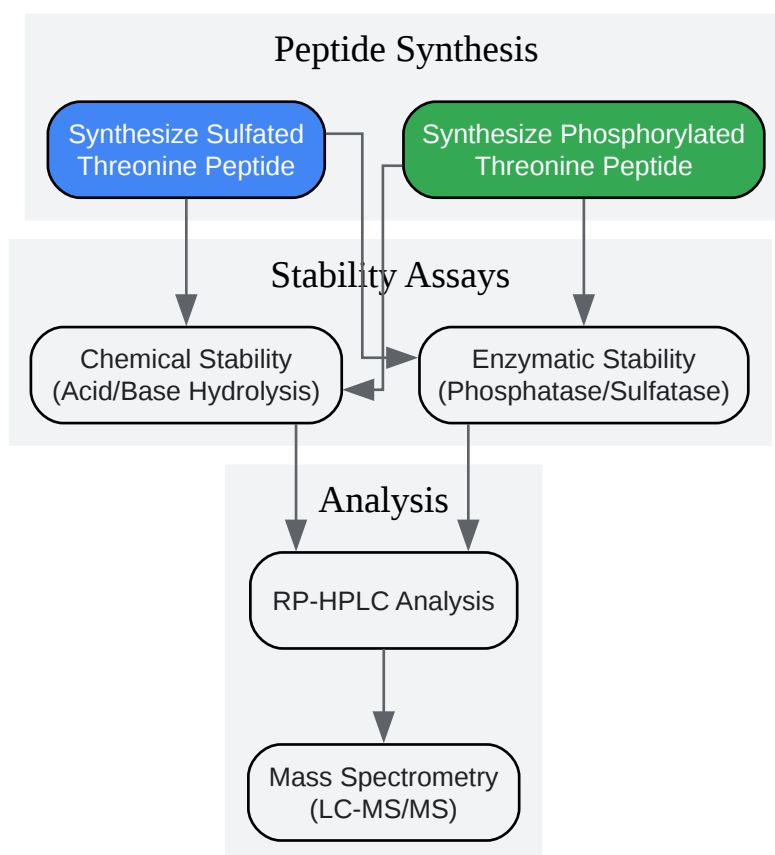 Peptide Synthesis
Synthesize Sulfated
Threonine Peptide
Synthesize Phosphorylated
Threonine Peptide
Stability Assays
Chemical Stability
(Acid/Base Hydrolysis)
Enzymatic Stability
(Phosphatase/Sulfatase)
Analysis
RP-HPLC Analysis
Mass Spectrometry
(LC-MS/MS)